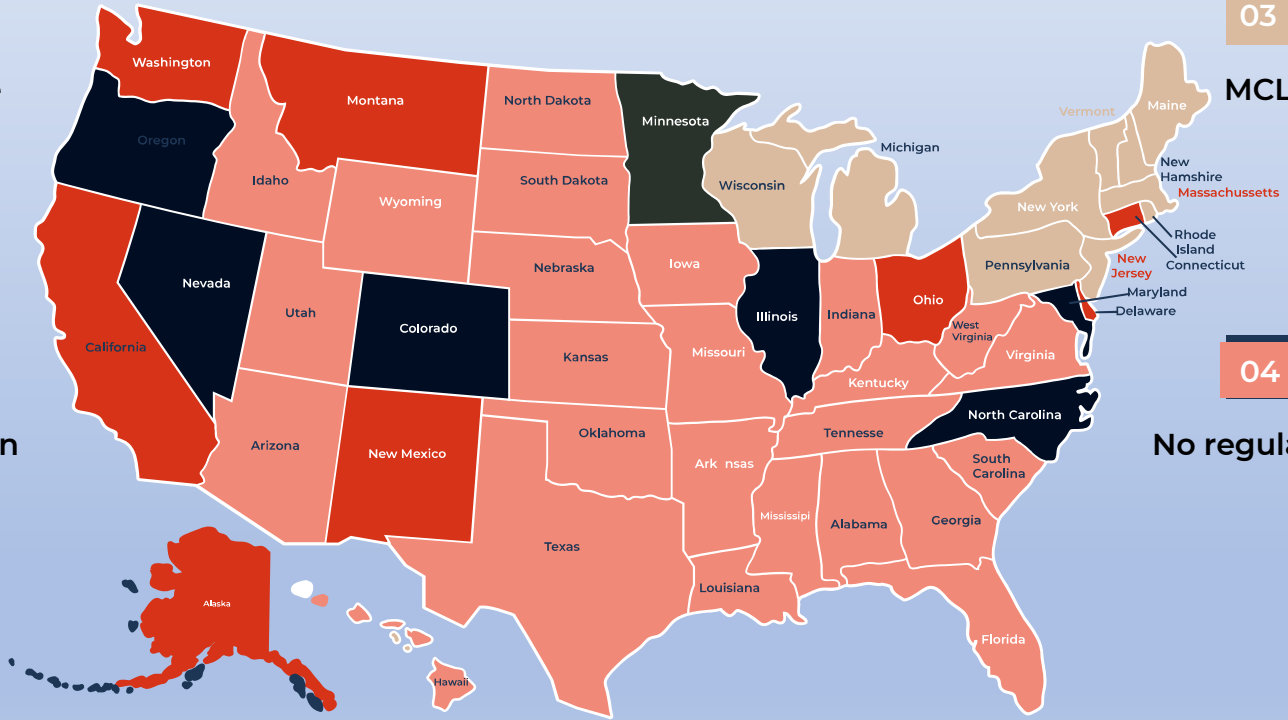 03
MCL
Washington
Montana
North Dakota
Minnesota
Vermont
Maine
Oregon
Michigan
Idaho
South Dakota
Wisconsin
New
Hamshire
Massachussetts
Wyoming
New York
Rhode
Island
Connecticut
Nebraska
Iowa
Pennsylvania
New
Jersey
Nevada
Maryland
Delaware
Utah
Colorado
Illinois
Indiana
Ohio
West
Virginia
Virginia
California
Kansas
Missouri
Kentucky
04
North Carolina
Arizona
New Mexico
Oklahoma
Tennesse
n
No regula
Ark nsas
South
Carolina
Mississipi
Alabama
Georgia
Texas
Louisiana
Alaska
Florida
Hawaii